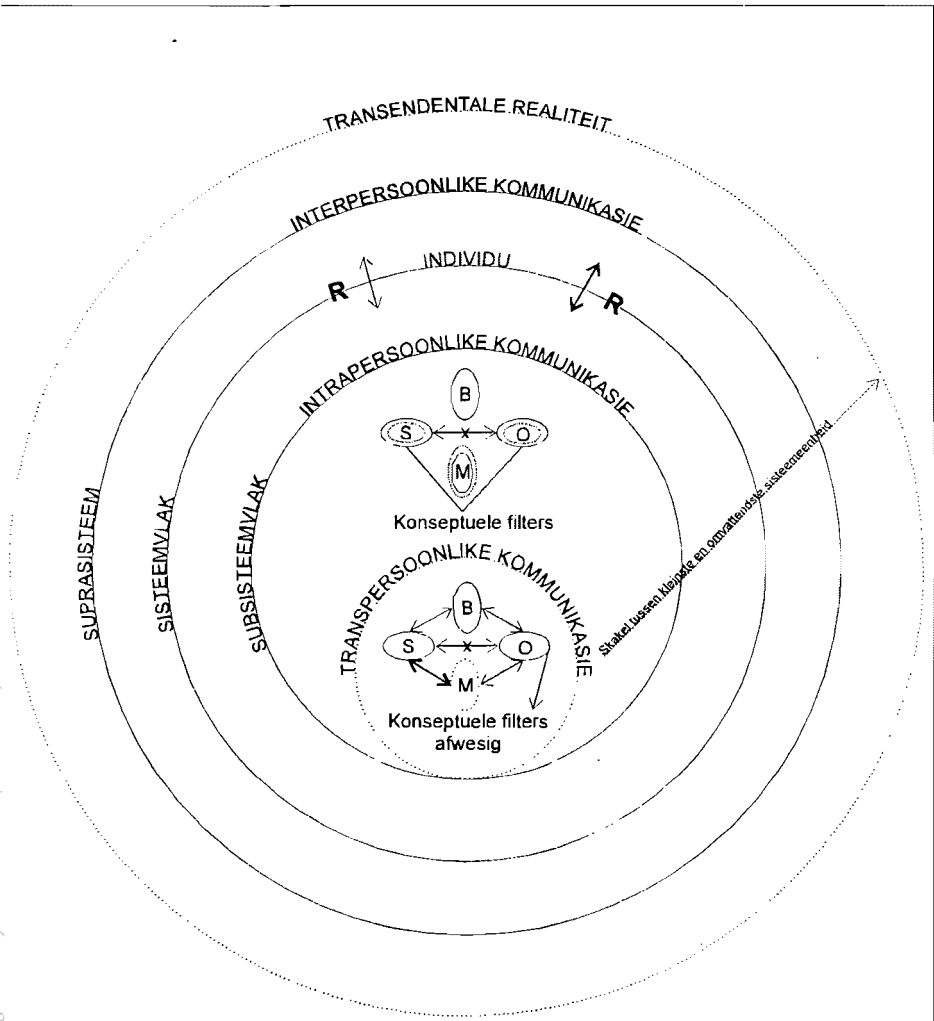 TRANSENDENTALE REALITEIT
INTERPERSOONLIKE KOMMUNIKASIE
INDIVIDU
R
R
INTRAPERSOONLIKE KOMMUNIKASIE
B
S
x
O
M
Konseptuele filters
SUPRASISTEEM
SISTEEMVLAK
SUBSISTEEMVLAK
Skakel tussen kleinste en omvattendste sisteemeenheid
TRANSPERSOONLIKE KOMMUNIKASIE
B
S
x
O
M
Konseptuele filters
afwesig